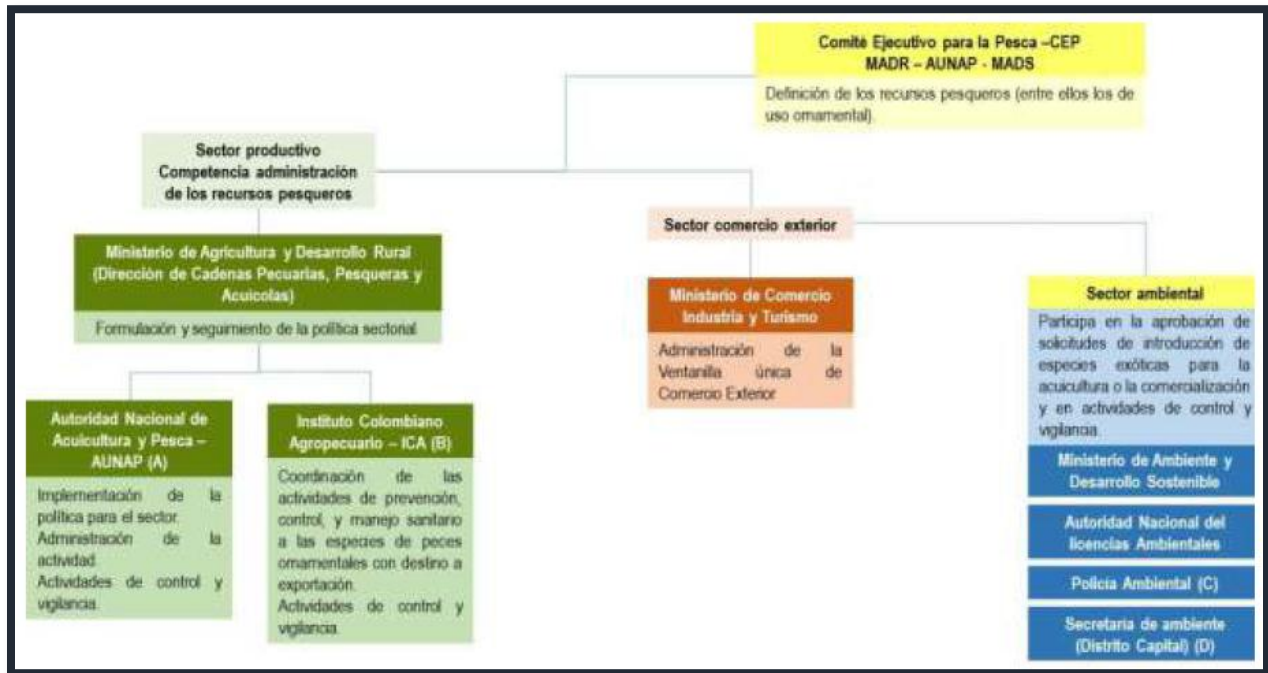 Comité Ejecutivo para la Pesca –CEP
MADR – AUNAP - MADS
Definición de los recursos pesqueros (entre ellos los de
uso ornamental).
Sector productivo
Competencia administración
de los recursos pesqueros
Ministerio de Agricultura y Desarrollo Rural
(Dirección de Cadenas Pecuarias, Pesqueras y
Acuícolas)
Formulación y seguimiento de la política sectorial
Autoridad Nacional de
Acuicultura y Pesca –
AUNAP (A)
Implementación de la
política para el sector.
Administración de la
actividad.
Actividades de control y
vigilancia.
Instituto Colombiano
Agropecuario – ICA (B)
Coordinación de las
actividades de prevención,
control, y manejo sanitario
a las especies de peces
ornamentales con destino a
exportación.
Actividades de control y
vigilancia.
Sector comercio exterior
Ministerio de Comercio
Industria y Turismo
Administración de la
Ventanilla única de
Comercio Exterior
Sector ambiental
Participa en la aprobación de
solicitudes de introducción de
especies exóticas para la
acuicultura o la comercialización
y en actividades de control y
vigilancia.
Ministerio de Ambiente y
Desarrollo Sostenible
Autoridad Nacional del
licencias Ambientales
Policía Ambiental (C)
Secretaría de ambiente
(Distrito Capital) (D)